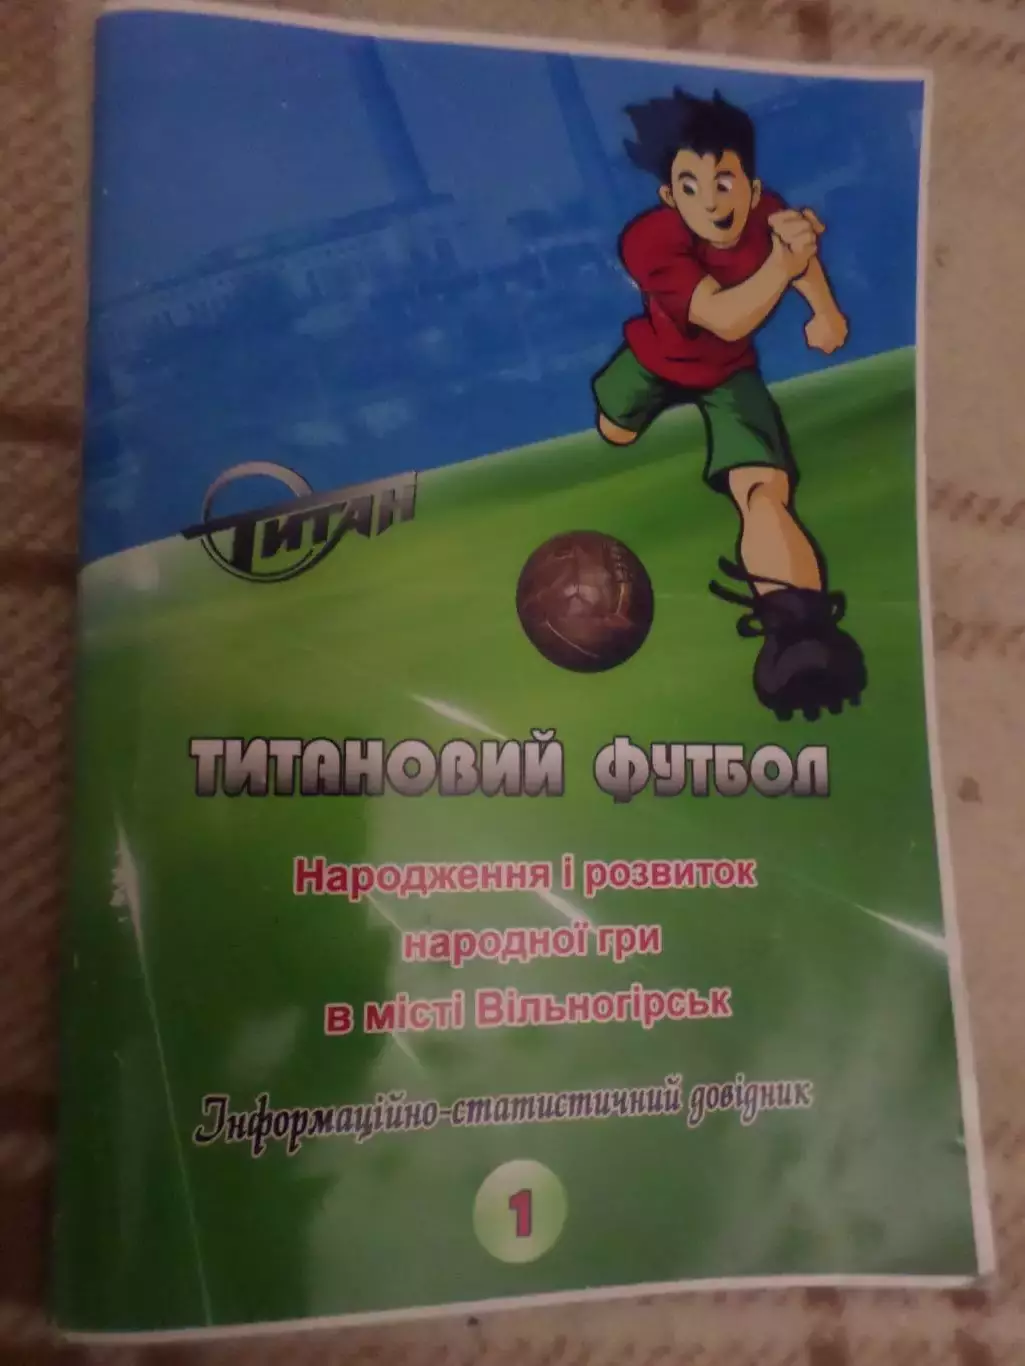 ТИТАН
ТИТАНОВИЙ ФУТБОЛ
Народження і розвиток
народної гри
в місті Вільногірськ
Інформаційно-статистичний довідник
1